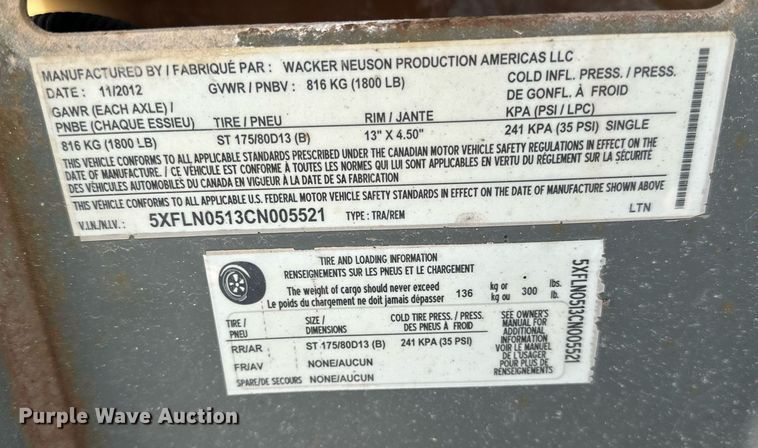 MANUFACTURED BY / FABRIQUÉ PAR : WACKER NEUSON PRODUCTION AMERICAS LLC
DATE : 11/2012 GVWR / PNBV : 816 KG (1800 LB) COLD INFL. PRESS. / PRESS.
DE GONFL. À FROID
GAWR (EACH AXLE) /
PNBE (CHAQUE ESSIEU) TIRE / PNEU RIM / JANTE KPA (PSI / LPC)
816 KG (1800 LB) ST 175/80D13 (B) 13" X 4.50" 241 KPA (35 PSI) SINGLE
THIS VEHICLE CONFORMS TO ALL APPLICABLE STANDARDS PRESCRIBED UNDER THE CANADIAN MOTOR VEHICLE SAFETY REGULATIONS IN EFFECT ON THE
DATE OF MANUFACTURE. / CE VÉHICULE EST CONFORME À TOUTES LES NORMES QUI LUI SONT APPLICABLES EN VERTU DU RÈGLEMENT SUR LA SÉCURITÉ
DES VÉHICULES AUTOMOBILES DU CANADA EN VIGUEUR À LA DATE DE SA FABRICATION
THIS VEHICLE CONFORMS TO ALL APPLICABLE U.S. FEDERAL MOTOR VEHICLE SAFETY STANDARDS IN EFFECT ON THE DATE OF MANUFACTURE SHOWN ABOVE
V.I.N./N.I.V.: 5XFLN0513CN005521 TYPE : TRA/REM LTN
TIRE AND LOADING INFORMATION
RENSEIGNEMENTS SUR LES PNEUS ET LE CHARGEMENT
The weight of cargo should never exceed 136 kg or 300 lbs.
Le poids du chargement ne doit jamais dépasser kg ou lb.
TIRE / SIZE / COLD TIRE PRESS. / PRESS.
PNEU DIMENSIONS DES PNEUS À FROID
RR/AR ST 175/80D13 (B) 241 KPA (35 PSI)
FR/AV NONE/AUCUN
SPARE/DE SECOURS NONE/AUCUN
SEE OWNER'S
MANUAL FOR
ADDITIONAL
INFORMATION
VOIR LE MANUEL
DE L'USAGER
POUR PLUS DE
RENSEIGNEMENTS
5XFLN0513CN005521
Purple Wave Auction